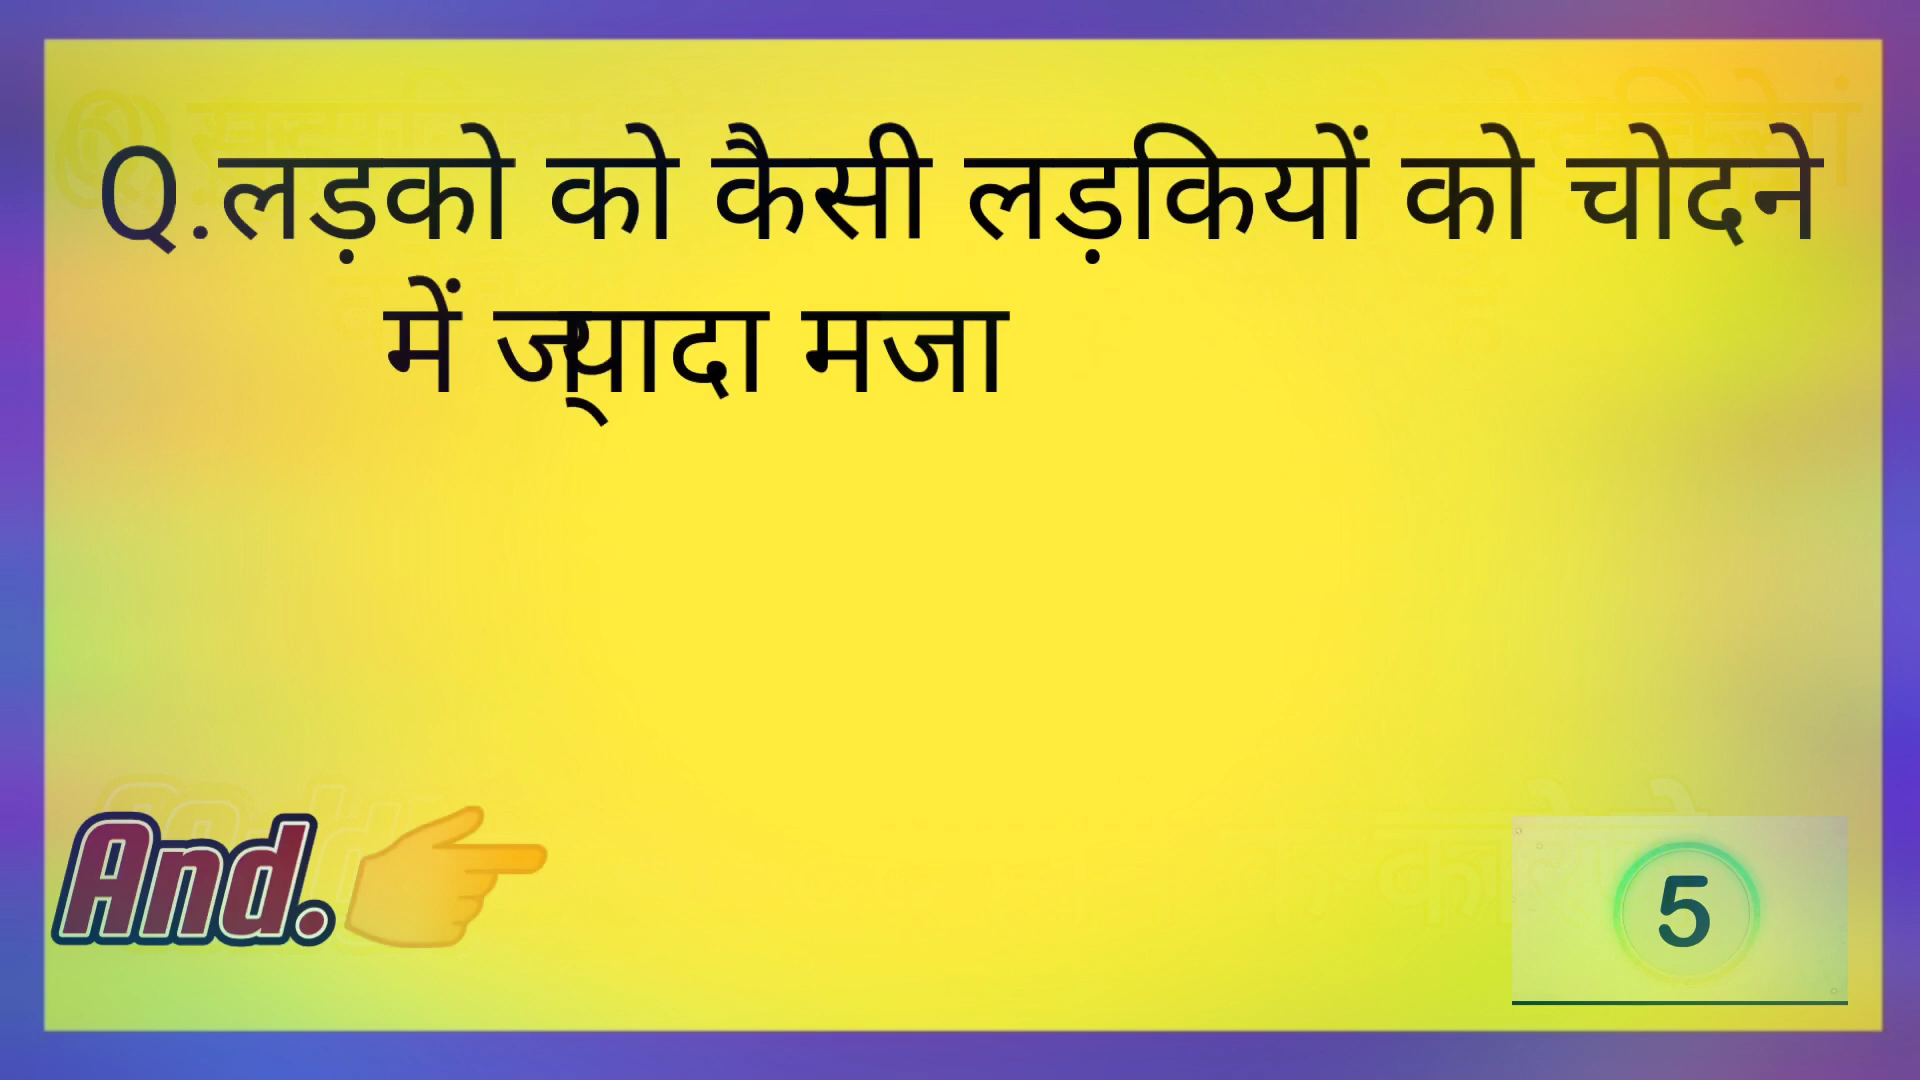 Q.लड़को को कैसी लड़कियों को चोदने
में ज्यादा मजा
And.
5